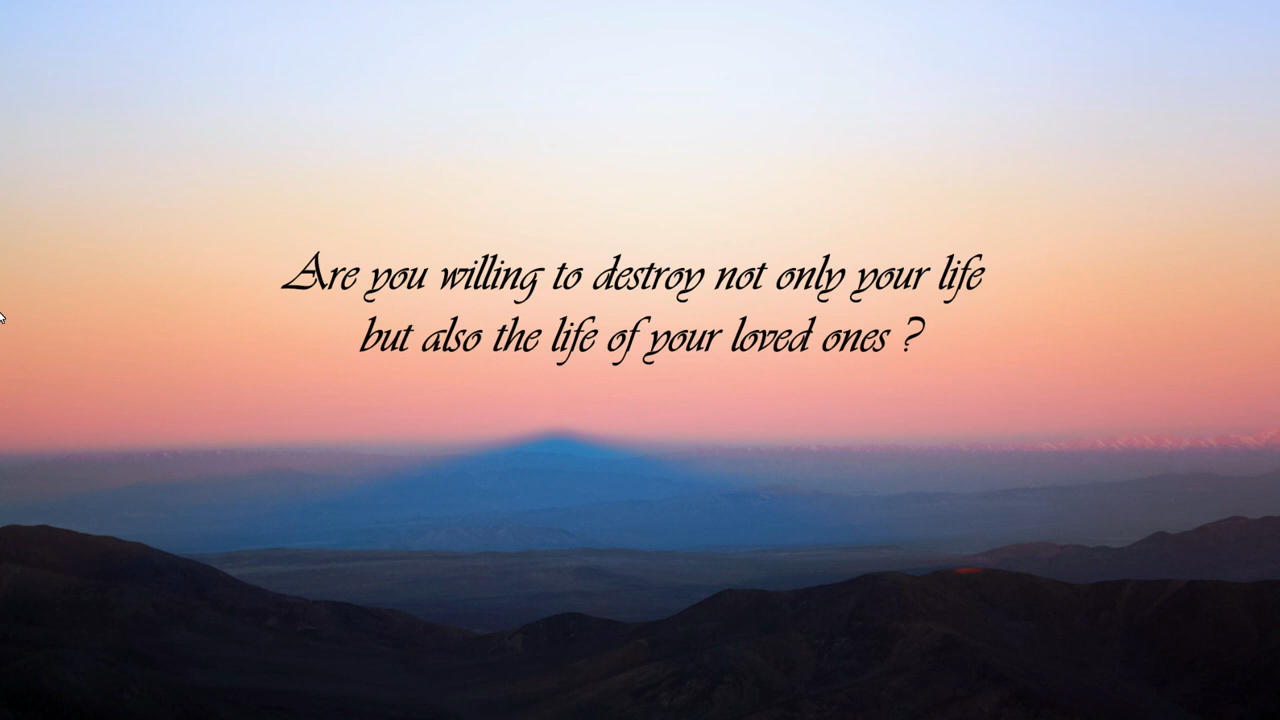 Are you willing to destroy not only your life
but also the life of your loved ones ?